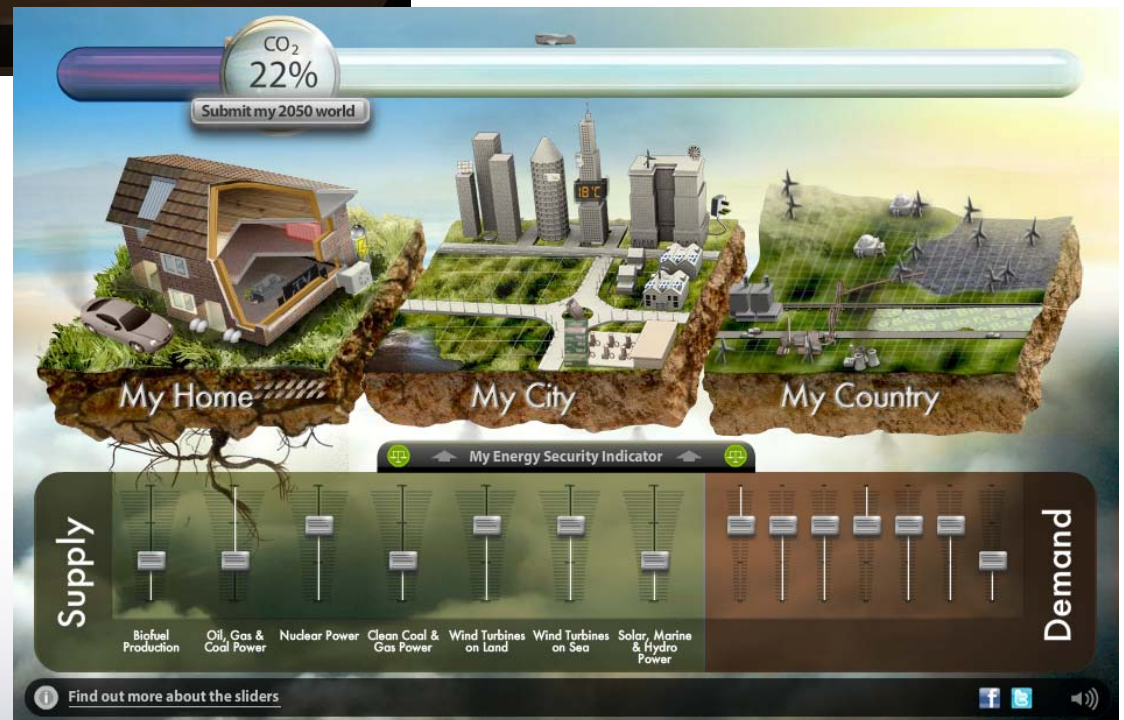 CO₂
22%
Submit my 2050 world
18°C
My Home
My City
My Country
My Energy Security Indicator
Supply
Biofuel
Production
Oil, Gas &
Coal Power
Nuclear Power
Clean Coal &
Gas Power
Wind Turbines
on Land
Wind Turbines
on Sea
Solar, Marine
& Hydro
Power
Demand
i
Find out more about the sliders